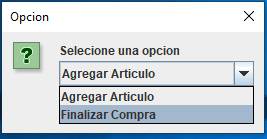 Opcion
?
Selecione una opcion
Agregar Articulo
Agregar Articulo
Finalizar Compra